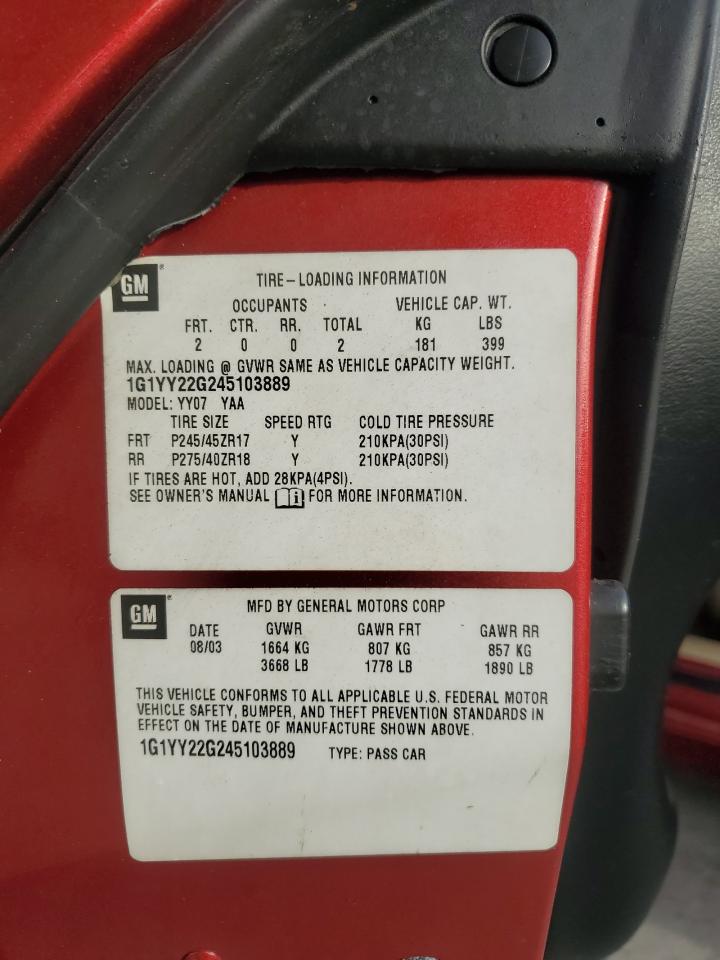 GM
TIRE-LOADING INFORMATION
OCCUPANTS VEHICLE CAP. WT.
FRT. CTR. RR. TOTAL KG LBS
2 0 0 2 181 399
MAX. LOADING @ GVWR SAME AS VEHICLE CAPACITY WEIGHT.
1G1YY22G245103889
MODEL: YY07 YAA
TIRE SIZE SPEED RTG COLD TIRE PRESSURE
FRT P245/45ZR17 Y 210KPA(30PSI)
RR P275/40ZR18 Y 210KPA(30PSI)
IF TIRES ARE HOT, ADD 28KPA(4PSI).
SEE OWNER'S MANUAL FOR MORE INFORMATION.
GM
MFD BY GENERAL MOTORS CORP
DATE GVWR GAWR FRT GAWR RR
08/03 1664 KG 807 KG 857 KG
3668 LB 1778 LB 1890 LB
THIS VEHICLE CONFORMS TO ALL APPLICABLE U.S. FEDERAL MOTOR
VEHICLE SAFETY, BUMPER, AND THEFT PREVENTION STANDARDS IN
EFFECT ON THE DATE OF MANUFACTURE SHOWN ABOVE.
1G1YY22G245103889 TYPE: PASS CAR